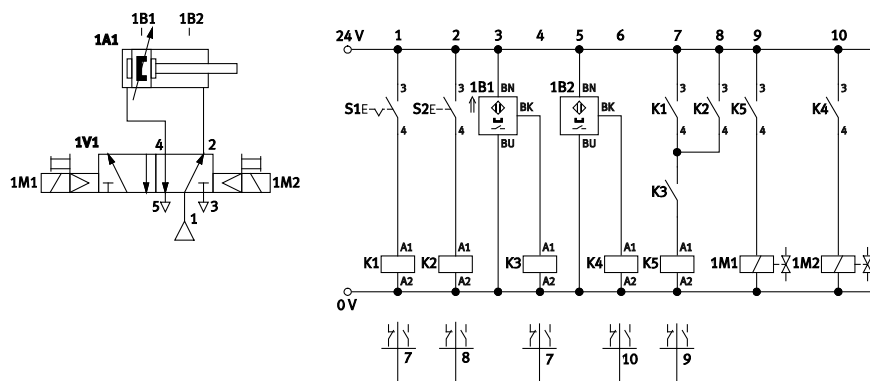 1B1 1B2
1A1
1V1 4 2
1M1 1M2
5 3
1
1 2 3 4 5 6 7 8 9 10
24 V
S1E 3 4
S2E 3 4
1B1 BN BK BU
1B2 BN BK BU
K1 3 4
K2 3 4
K5 3 4
K4 3 4
K3
K1 A1 A2
K2 A1 A2
K3 A1 A2
K4 A1 A2
K5 A1 A2
1M1
1M2
0 V
7 8 7 10 9